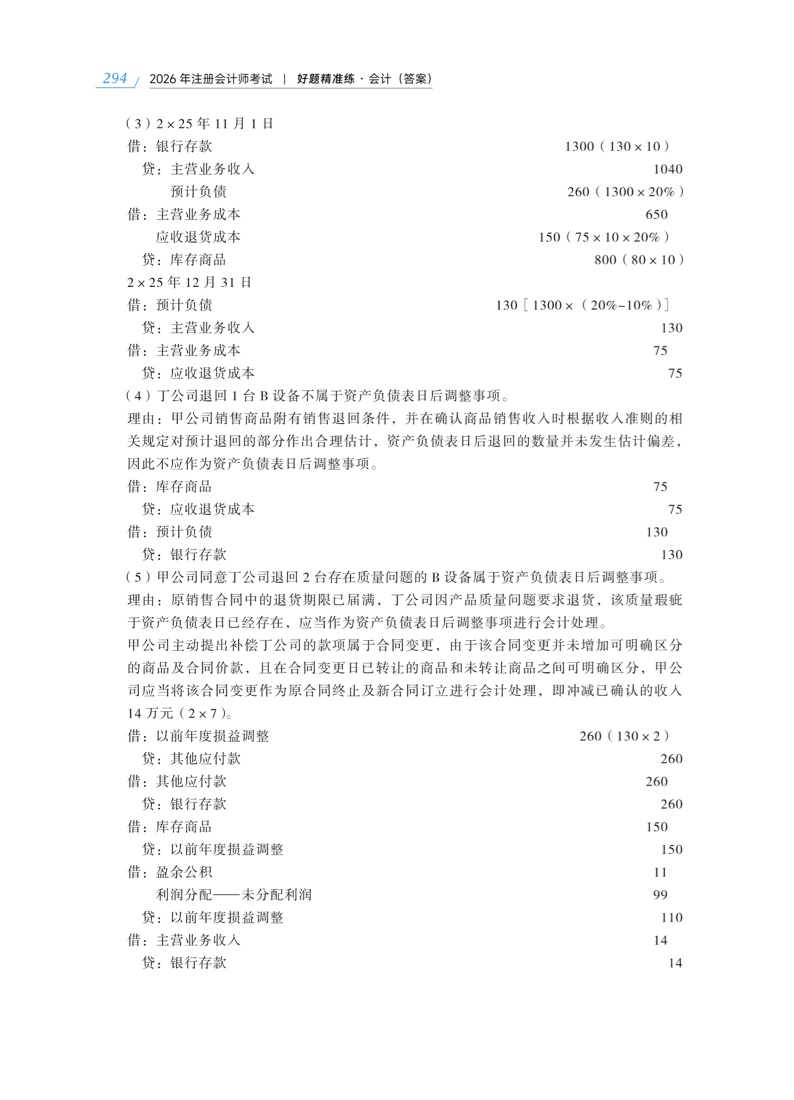 294 2026 年注册会计师考试 | 好题精准练·会计（答案）
（3）2×25 年 11 月 1 日
借：银行存款 1300（130×10）
贷：主营业务收入 1040
预计负债 260（1300×20%）
借：主营业务成本 650
应收退货成本 150（75×10×20%）
贷：库存商品 800（80×10）
2×25 年 12 月 31 日
借：预计负债 130［1300×（20%-10%）］
贷：主营业务收入 130
借：主营业务成本 75
贷：应收退货成本 75
（4）丁公司退回 1 台 B 设备不属于资产负债表日后调整事项。
理由：甲公司销售商品附有销售退回条件，并在确认商品销售收入时根据收入准则的相
关规定对预计退回的部分作出合理估计，资产负债表日后退回的数量并未发生估计偏差，
因此不应作为资产负债表日后调整事项。
借：库存商品 75
贷：应收退货成本 75
借：预计负债 130
贷：银行存款 130
（5）甲公司同意丁公司退回 2 台存在质量问题的 B 设备属于资产负债表日后调整事项。
理由：原销售合同中的退货期限已届满，丁公司因产品质量问题要求退货，该质量瑕疵
于资产负债表日已经存在，应当作为资产负债表日后调整事项进行会计处理。
甲公司主动提出补偿丁公司的款项属于合同变更，由于该合同变更并未增加可明确区分
的商品及合同价款，且在合同变更日已转让的商品和未转让商品之间可明确区分，甲公
司应当将该合同变更作为原合同终止及新合同订立进行会计处理，即冲减已确认的收入
14 万元（2×7）。
借：以前年度损益调整 260（130×2）
贷：其他应付款 260
借：其他应付款 260
贷：银行存款 260
借：库存商品 150
贷：以前年度损益调整 150
借：盈余公积 11
利润分配——未分配利润 99
贷：以前年度损益调整 110
借：主营业务收入 14
贷：银行存款 14